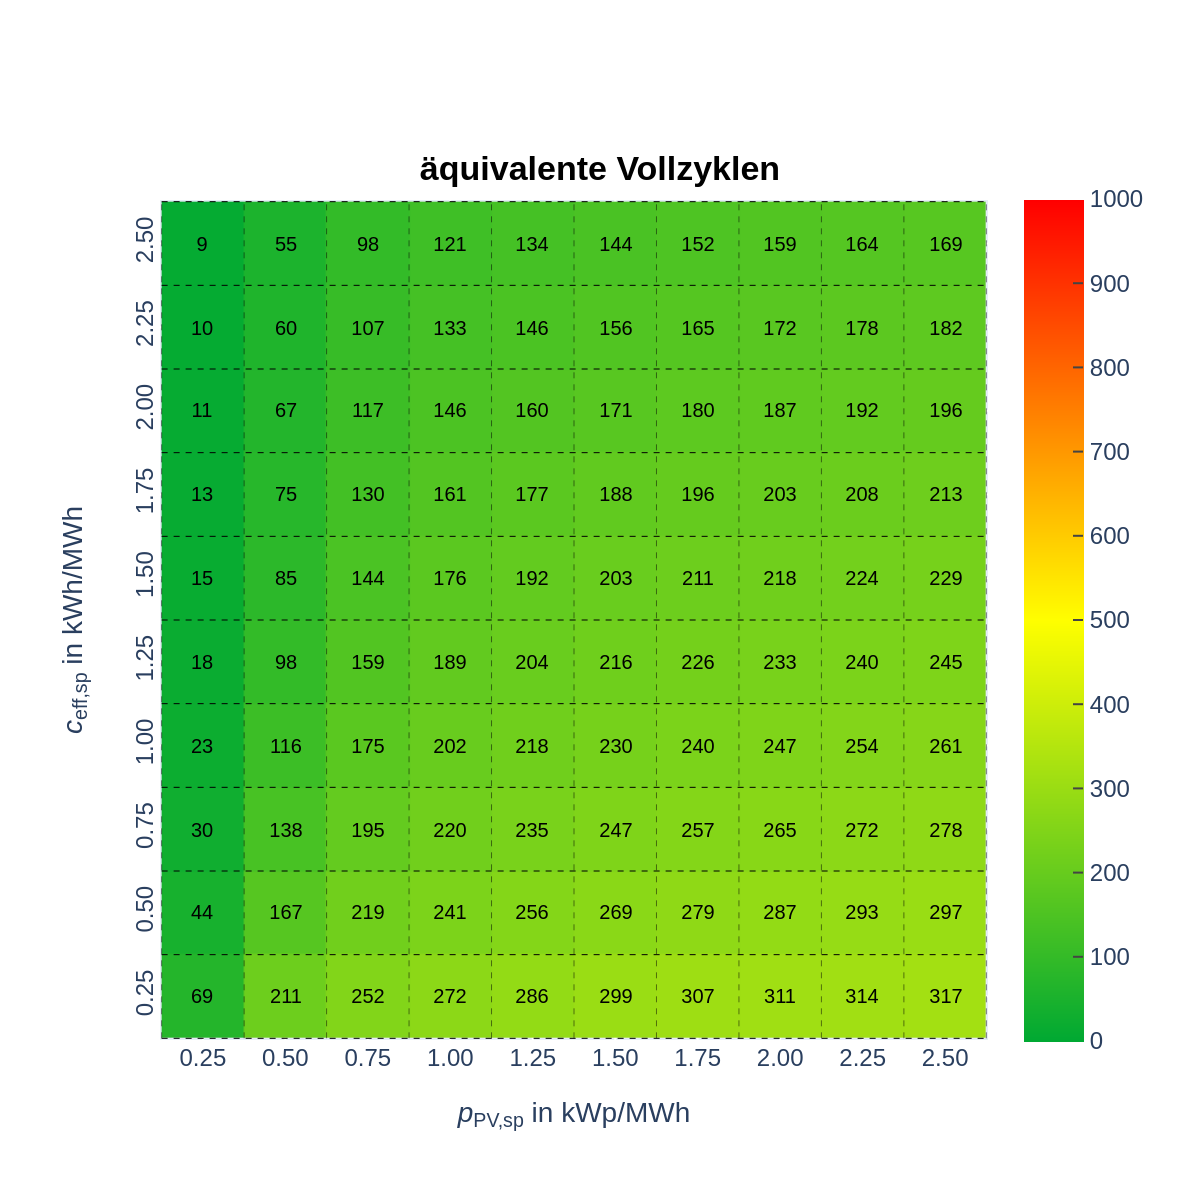 äquivalente Vollzyklen
2.50 9 55 98 121 134 144 152 159 164 169
2.25 10 60 107 133 146 156 165 172 178 182
2.00 11 67 117 146 160 171 180 187 192 196
1.75 13 75 130 161 177 188 196 203 208 213
1.50 15 85 144 176 192 203 211 218 224 229
1.25 18 98 159 189 204 216 226 233 240 245
1.00 23 116 175 202 218 230 240 247 254 261
0.75 30 138 195 220 235 247 257 265 272 278
0.50 44 167 219 241 256 269 279 287 293 297
0.25 69 211 252 272 286 299 307 311 314 317
0.25 0.50 0.75 1.00 1.25 1.50 1.75 2.00 2.25 2.50
pPV,sp in kWp/MWh
ceff,sp in kWh/MWh
1000
900
800
700
600
500
400
300
200
100
0